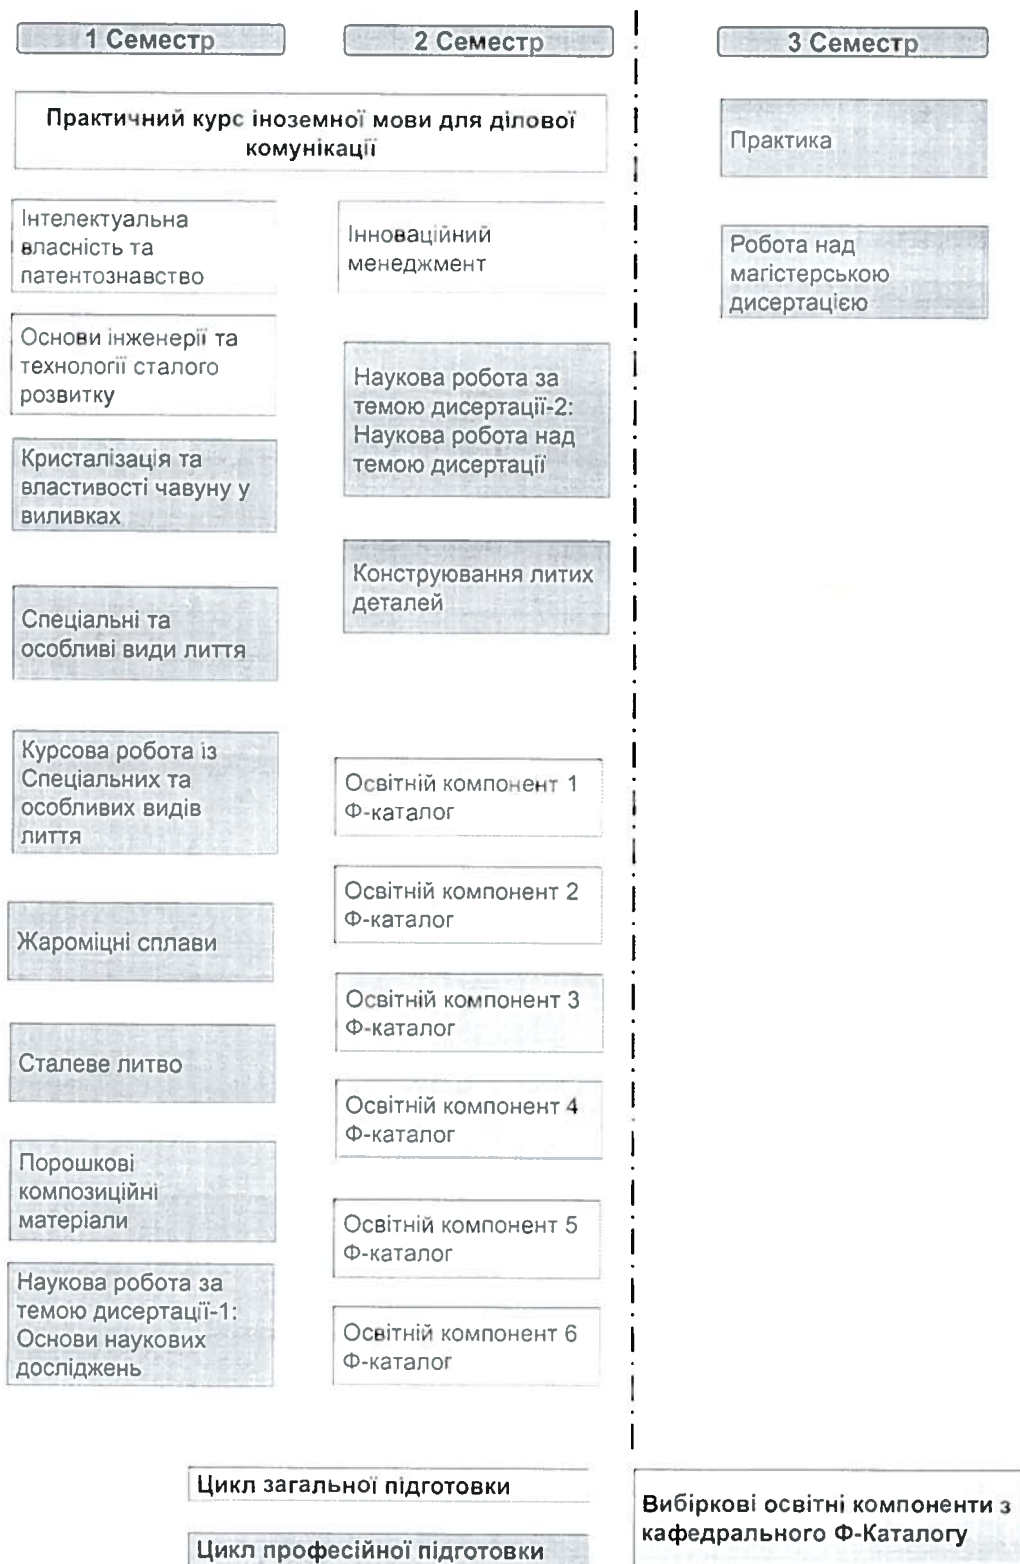 1 Семестр
2 Семестр
3 Семестр
Практичний курс іноземної мови для ділової
комунікації
Інтелектуальна
власність та
патентознавство
Основи інженерії та
технології сталого
розвитку
Кристалізація та
властивості чавуну у
виливках
Спеціальні та
особливі види лиття
Курсова робота із
Спеціальних та
особливих видів
лиття
Жароміцні сплави
Сталеве литво
Порошкові
композиційні
матеріали
Наукова робота за
темою дисертації-1:
Основи наукових
досліджень
Інноваційний
менеджмент
Наукова робота за
темою дисертації-2:
Наукова робота над
темою дисертації
Конструювання литих
деталей
Освітній компонент 1
Ф-каталог
Освітній компонент 2
Ф-каталог
Освітній компонент 3
Ф-каталог
Освітній компонент 4
Ф-каталог
Освітній компонент 5
Ф-каталог
Освітній компонент 6
Ф-каталог
Практика
Робота над
магістерською
дисертацією
Цикл загальної підготовки
Цикл професійної підготовки
Вибіркові освітні компоненти з
кафедрального Ф-Каталогу